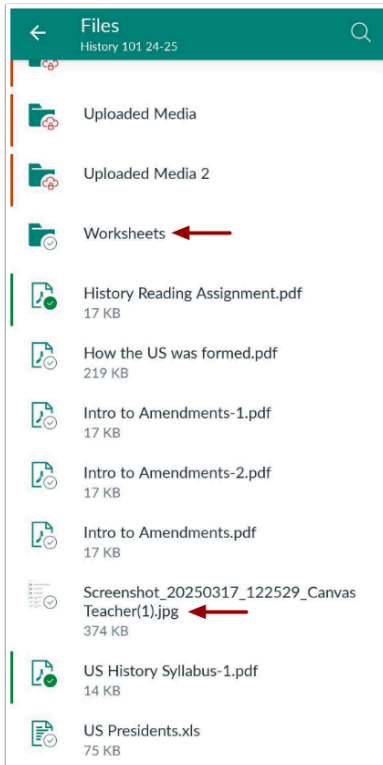 Files
History 101 24-25
Uploaded Media
Uploaded Media 2
Worksheets
History Reading Assignment.pdf
17 KB
How the US was formed.pdf
219 KB
Intro to Amendments-1.pdf
17 KB
Intro to Amendments-2.pdf
17 KB
Intro to Amendments.pdf
17 KB
Screenshot_20250317_122529_Canvas
Teacher(1).jpg
374 KB
US History Syllabus-1.pdf
14 KB
US Presidents.xls
75 KB